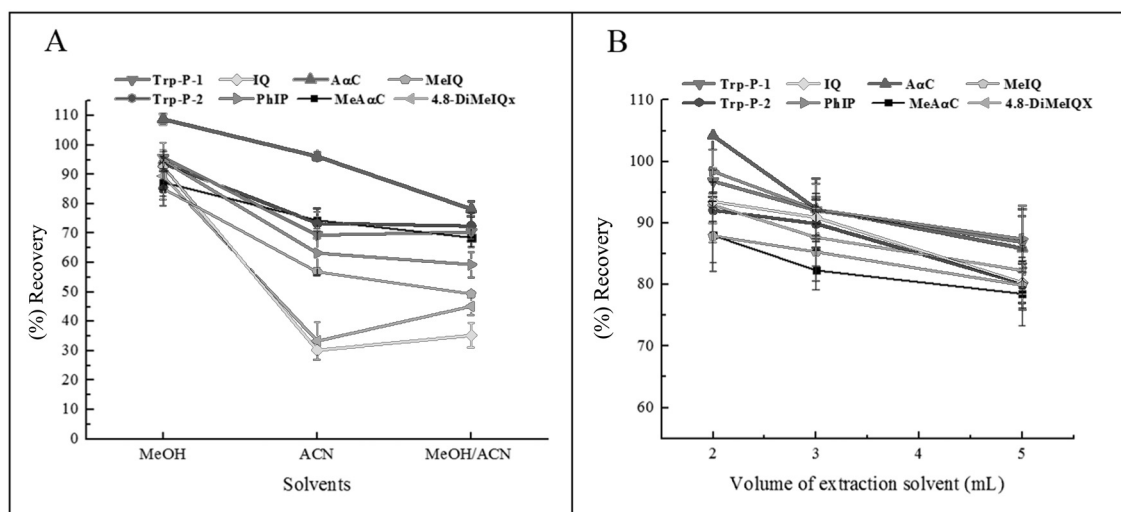 A
Trp-P-1 IQ AαC MeIQ
Trp-P-2 PhIP MeAαC 4.8-DiMeIQx
110
100
90
80
70
60
50
40
30
20
10
0
(%) Recovery
MeOH ACN MeOH/ACN
Solvents
B
Trp-P-1 IQ AαC MeIQ
Trp-P-2 PhIP MeAαC 4.8-DiMeIQX
110
100
90
80
70
60
(%) Recovery
2 3 4 5
Volume of extraction solvent (mL)